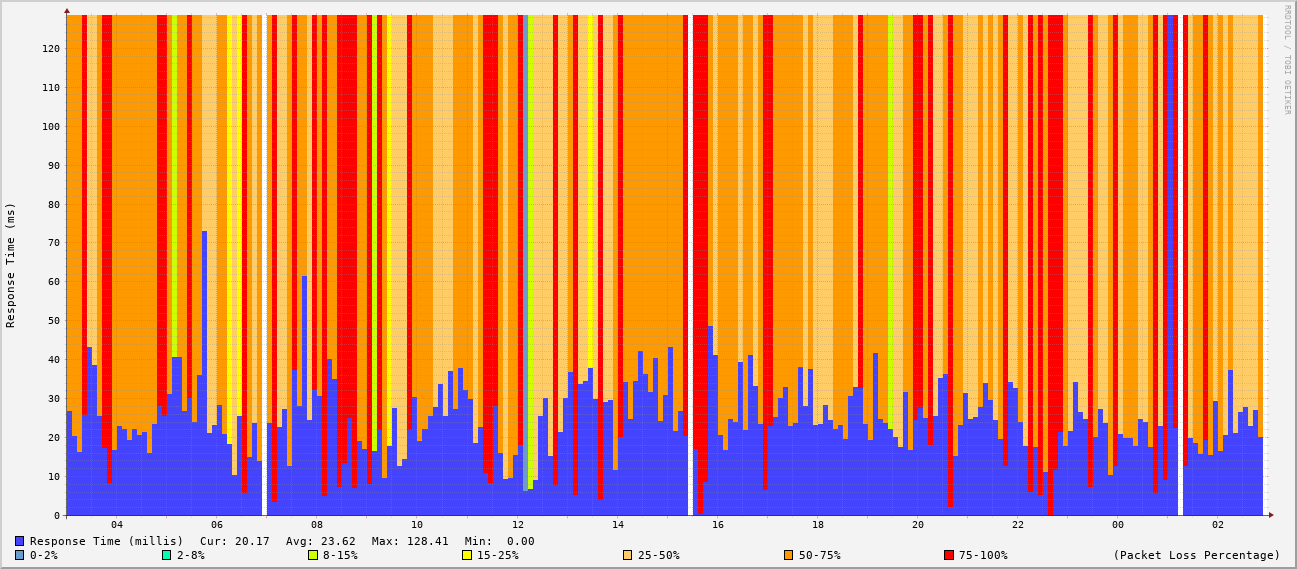 RRDTOOL / TOBI OETIKER
Response Time (ms)
120
110
100
90
80
70
60
50
40
30
20
10
0
04 06 08 10 12 14 16 18 20 22 00 02
Response Time (millis) Cur: 20.17 Avg: 23.62 Max: 128.41 Min: 0.00
0-2% 2-8% 8-15% 15-25% 25-50% 50-75% 75-100% (Packet Loss Percentage)